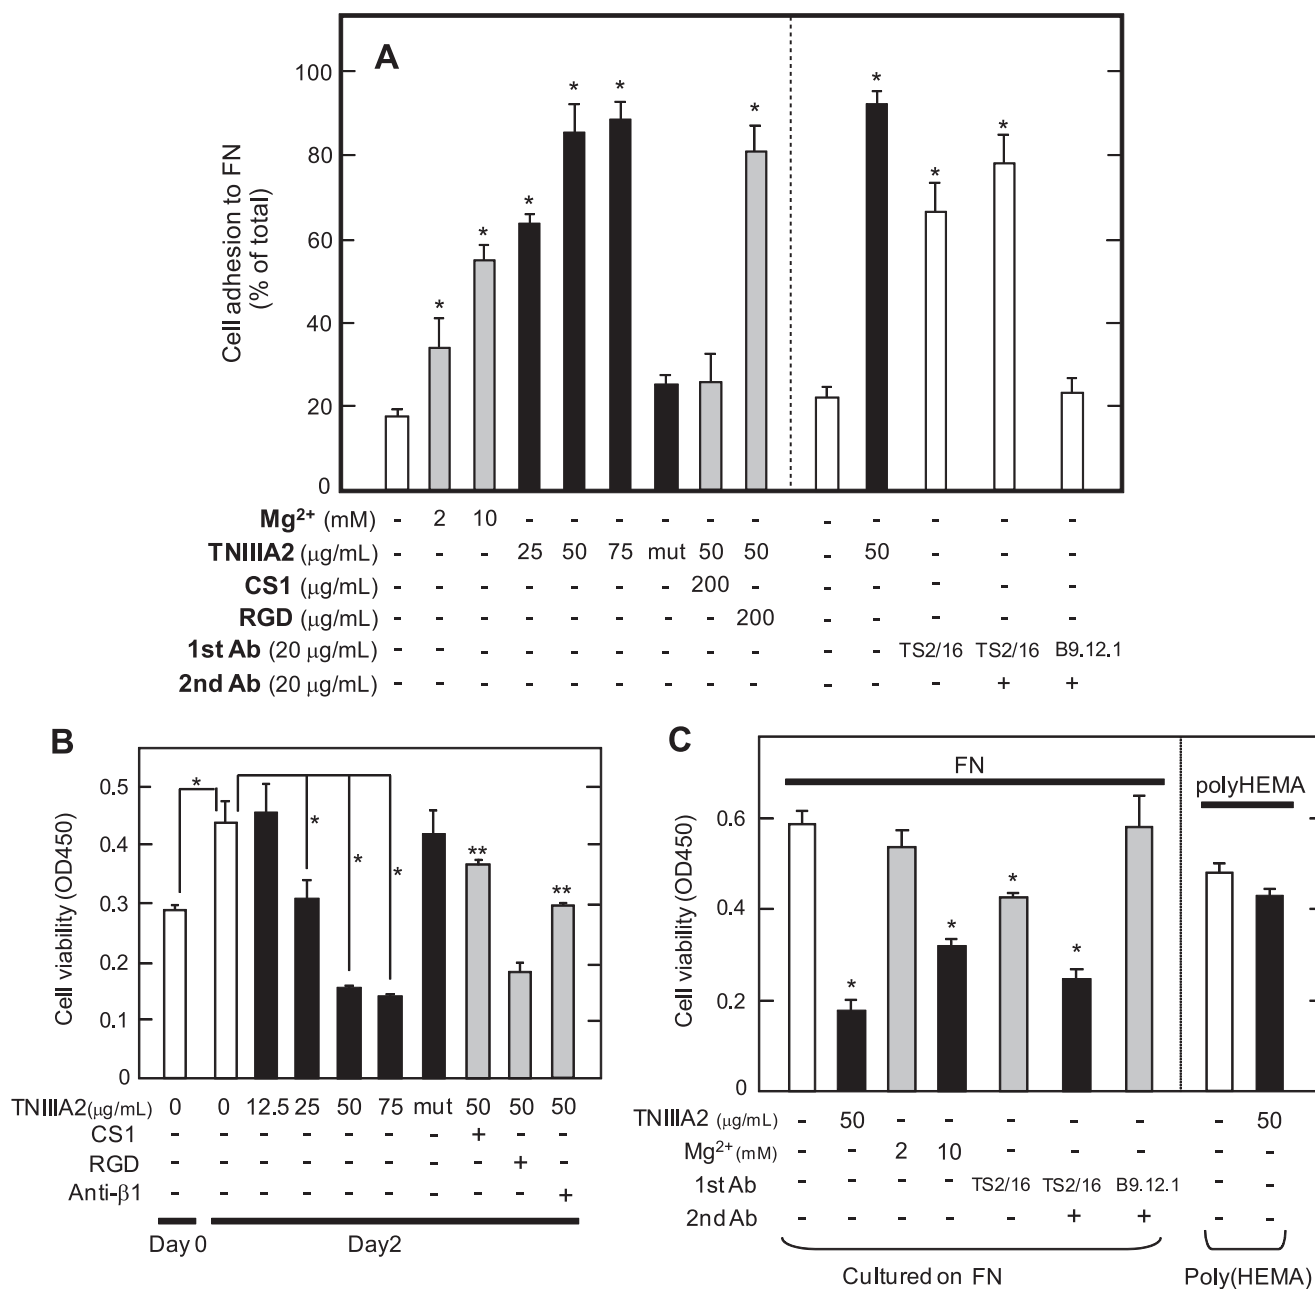 A
Cell adhesion to FN
(% of total)
100
80
60
40
20
0
* * * * * * * * *
Mg2+ (mM) - 2 10 - - - - - - - - - - -
TNIIIA2 (μg/mL) - - - 25 50 75 mut 50 50 - 50 - - -
CS1 (μg/mL) - - - - - - - 200 - - - - - -
RGD (μg/mL) - - - - - - - - 200 - - - - -
1st Ab (20 μg/mL) - - - - - - - - - - - TS2/16 TS2/16 B9.12.1
2nd Ab (20 μg/mL) - - - - - - - - - - - - + +
B
Cell viability (OD450)
0.5
0.4
0.3
0.2
0.1
0
* * * * ** **
TNIIIA2(μg/mL) 0 0 12.5 25 50 75 mut 50 50 50
CS1 - - - - - - - + - -
RGD - - - - - - - - + -
Anti-β1 - - - - - - - - - +
Day 0 Day2
C
Cell viability (OD450)
FN
polyHEMA
0.6
0.4
0.2
0
* * * *
TNIIIA2 (μg/mL) - 50 - - - - - - 50
Mg2+(mM) - - 2 10 - - - - -
1st Ab - - - - TS2/16 TS2/16 B9.12.1 - -
2nd Ab - - - - - + + - -
Cultured on FN Poly(HEMA)